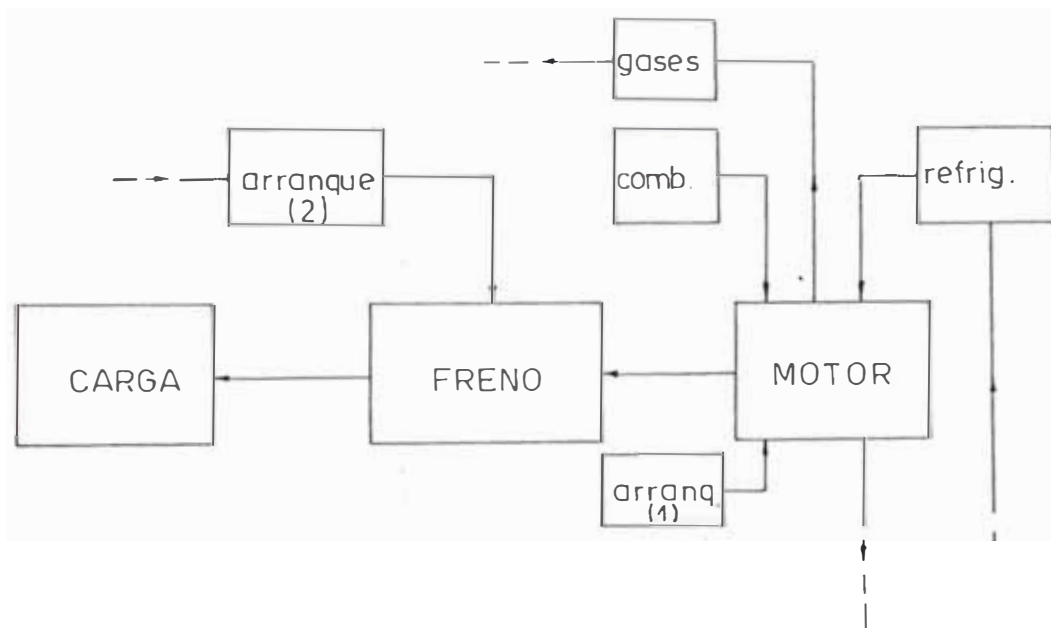 gases
arranque
(2)
comb.
refrig.
CARGA
FRENO
MOTOR
arranq.
(1)